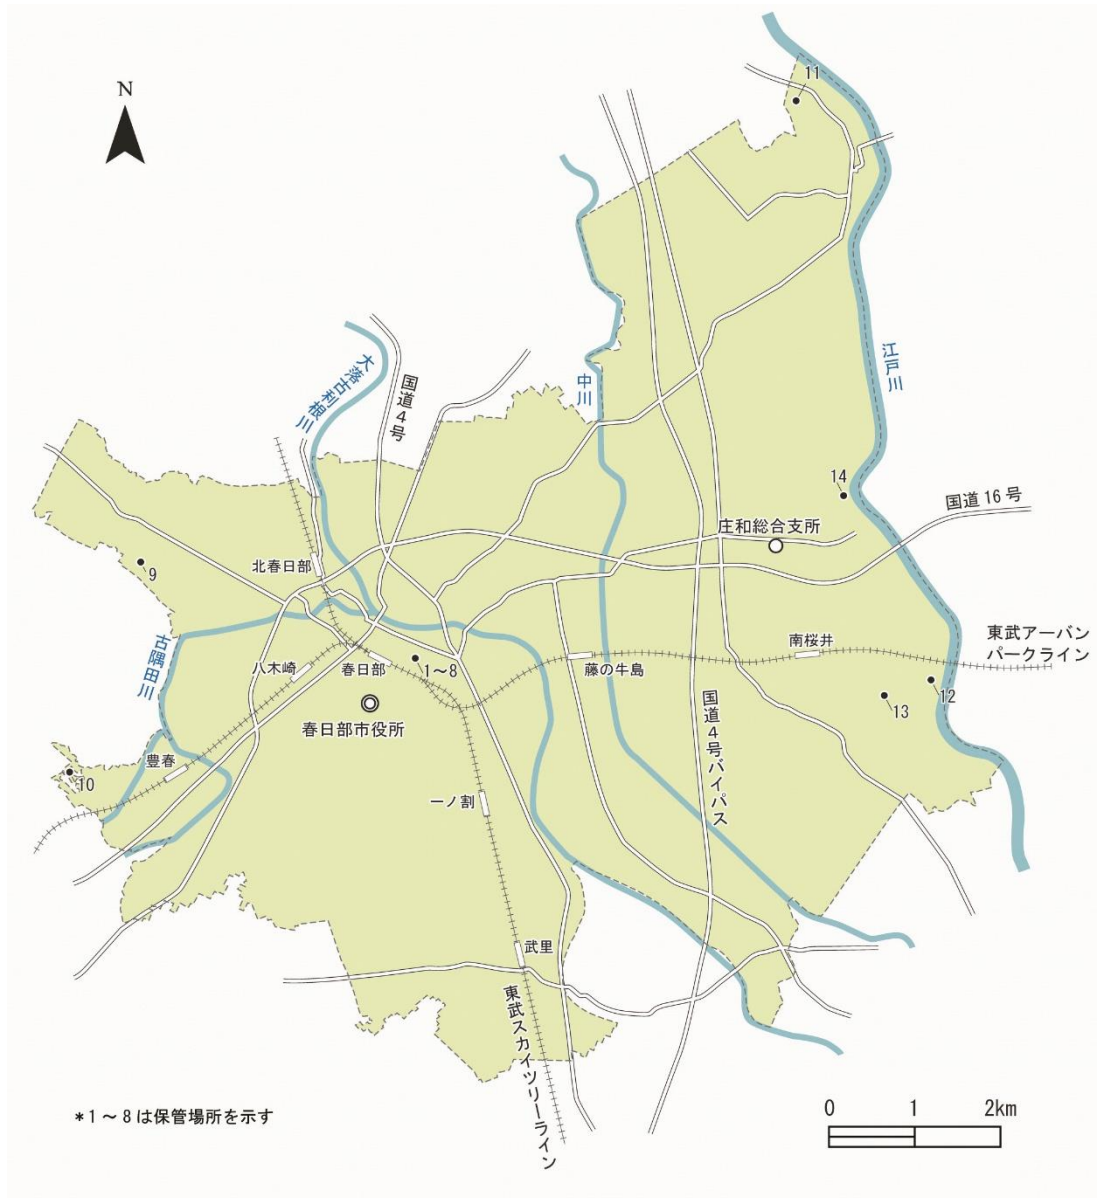 N
11
大落古利根川
国道4号
中川
江戸川
14
国道16号
庄和総合支所
北春日部
9
古隅田川
八木崎
春日部
1～8
藤の牛島
南桜井
東武アーバン
パークライン
12
13
春日部市役所
国道4号バイパス
豊春
10
一ノ割
武里
東武スカイツリーライン
*1～8は保管場所を示す
0 1 2km